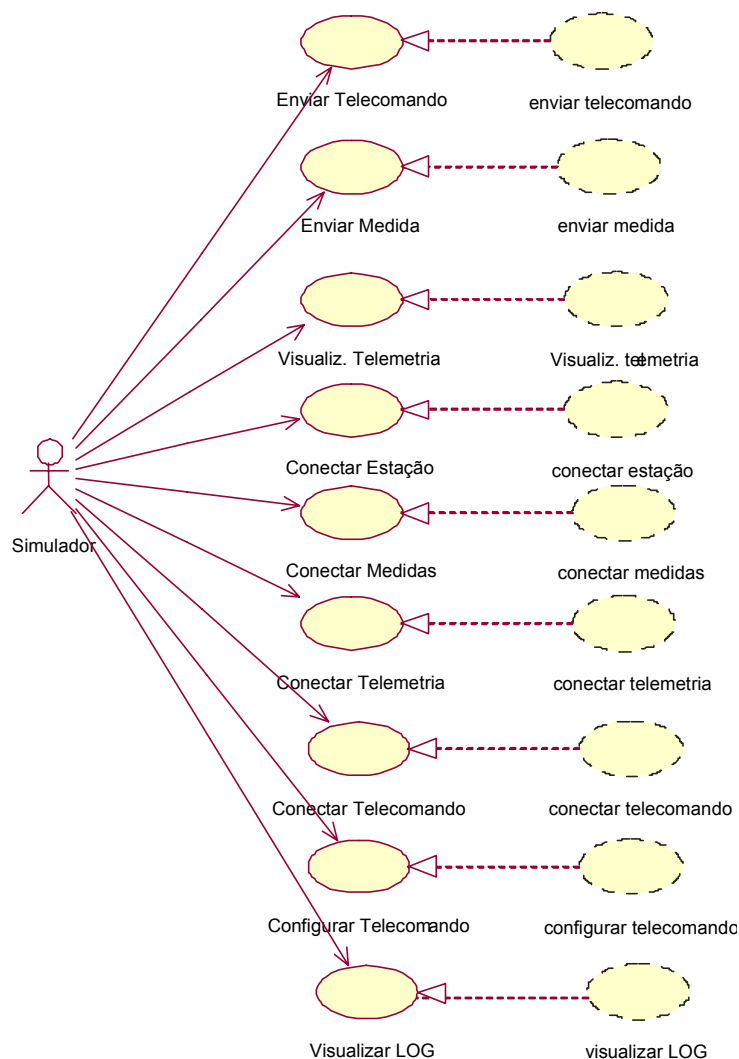 Enviar Telecomando
enviar telecomando
Enviar Medida
enviar medida
Visualiz. Telemetria
Visualiz. telemetria
Conectar Estação
conectar estação
Simulador
Conectar Medidas
conectar medidas
Conectar Telemetria
conectar telemetria
Conectar Telecomando
conectar telecomando
Configurar Telecomando
configurar telecomando
Visualizar LOG
visualizar LOG